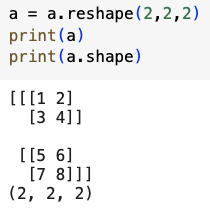 a = a.reshape(2,2,2)
print(a)
print(a.shape)
[[[1 2]
  [3 4]]

 [[5 6]
  [7 8]]]
(2, 2, 2)